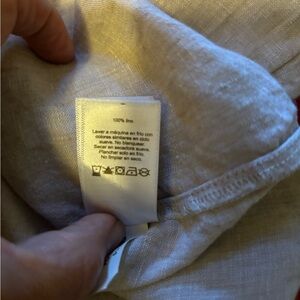 100% lino
Lavar a máquina en frío con
colores similares en ciclo
suave. No Blanquear.
Secar en secadora suave.
Planchar solo en frío.
No limpiar en seco.